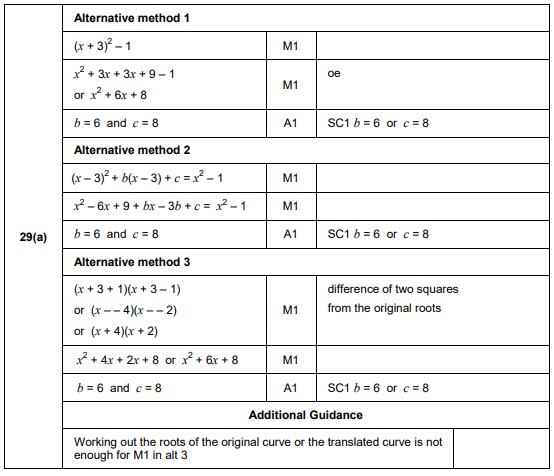 29(a)
Alternative method 1
(x + 3)² – 1 M1
x² + 3x + 3x + 9 – 1
or x² + 6x + 8
M1 oe
b = 6 and c = 8 A1 SC1 b = 6 or c = 8
Alternative method 2
(x – 3)² + b(x – 3) + c = x² – 1 M1
x² – 6x + 9 + bx – 3b + c = x² – 1 M1
b = 6 and c = 8 A1 SC1 b = 6 or c = 8
Alternative method 3
(x + 3 + 1)(x + 3 – 1)
or (x – – 4)(x – – 2)
or (x + 4)(x + 2)
M1
difference of two squares
from the original roots
x² + 4x + 2x + 8 or x² + 6x + 8 M1
b = 6 and c = 8 A1 SC1 b = 6 or c = 8
Additional Guidance
Working out the roots of the original curve or the translated curve is not
enough for M1 in alt 3